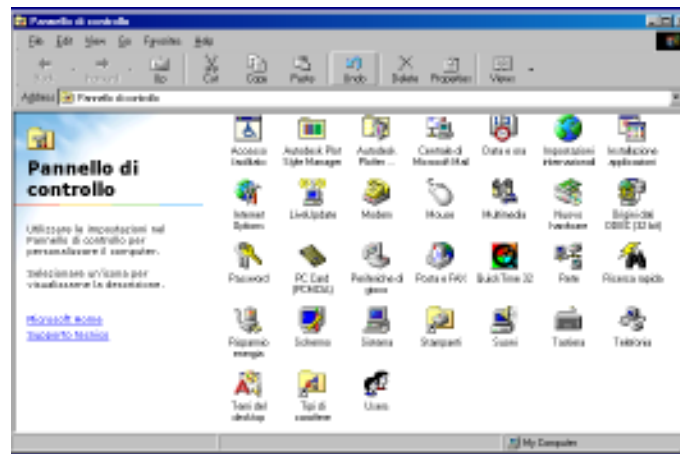 Pannello di controllo
File Edit View Go Favorites Help
Back Forward Up Cut Copy Paste Undo Delete Properties Views
Address Pannello di controllo
Pannello di
controllo
Utilizzare le impostazioni nel
Pannello di controllo per
personalizzare il computer.
Selezionare un'icona per
visualizzarne la descrizione.
Microsoft Home
Supporto tecnico
Accesso
facilitato
Autodesk Plot
Style Manager
Autodesk
Plotter ...
Centrale di
Microsoft Mail
Data e ora
Impostazioni
internazionali
Installazione
applicazioni
Internet
Options
LiveUpdate
Modem
Mouse
Multimedia
Nuovo
hardware
Origini dati
ODBC (32 bit)
Password
PC Card
(PCMCIA)
Periferiche di
gioco
Posta e FAX
QuickTime 32
Rete
Ricerca rapida
Risparmio
energia
Schermo
Sistema
Stampanti
Suoni
Tastiera
Telefonia
Temi del
desktop
Tipi di
carattere
Users
My Computer